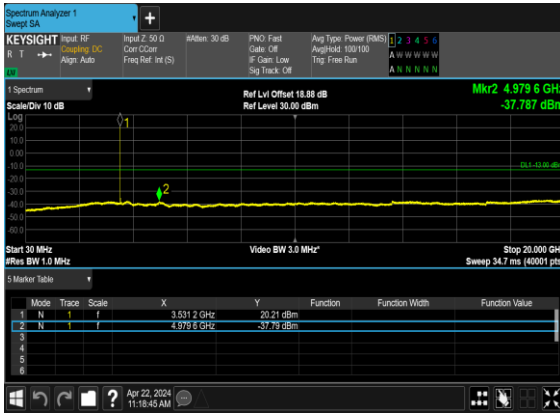 Spectrum Analyzer 1
Swept SA
+
KEYSIGHT Input: RF Input Z: 50 Ω #Atten: 30 dB PNO: Fast Avg Type: Power (RMS) 1 2 3 4 5 6
R T Coupling: DC Corr CCorr Gate: Off Avg|Hold: 100/100 A W W W W W
Align: Auto Freq Ref: Int (S) IF Gain: Low Trig: Free Run
Sig Track: Off A N N N N N
1 Spectrum Ref Lvl Offset 18.88 dB Mkr2 4.979 6 GHz
Scale/Div 10 dB Ref Level 30.00 dBm -37.787 dBm
Log
20.0
10.0
0.00
-10.0
-20.0
-30.0
-40.0
-50.0
-60.0
1
DL1 -13.00 dBm
2
Start 30 MHz Video BW 3.0 MHz* Stop 20.000 GHz
#Res BW 1.0 MHz Sweep 34.7 ms (40001 pts)
5 Marker Table
Mode Trace Scale X Y Function Function Width Function Value
1 N 1 f 3.531 2 GHz 20.21 dBm
2 N 1 f 4.979 6 GHz -37.79 dBm
3
4
5
6
? Apr 22, 2024
11:18:45 AM